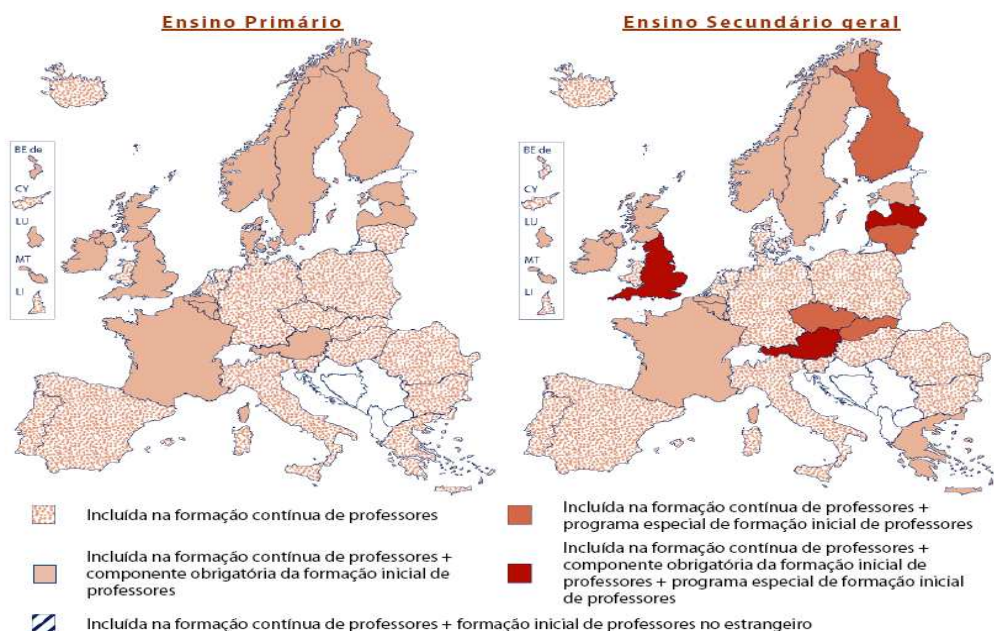 Ensino Primário
Ensino Secundário geral
BE de
CY
LU
MT
LI
BE de
CY
LU
MT
LI
Incluída na formação contínua de professores
Incluída na formação contínua de professores +
componente obrigatória da formação inicial de
professores
Incluída na formação contínua de professores +
programa especial de formação inicial de professores
Incluída na formação contínua de professores +
componente obrigatória da formação inicial de
professores + programa especial de formação inicial
de professores
Incluída na formação contínua de professores + formação inicial de professores no estrangeiro